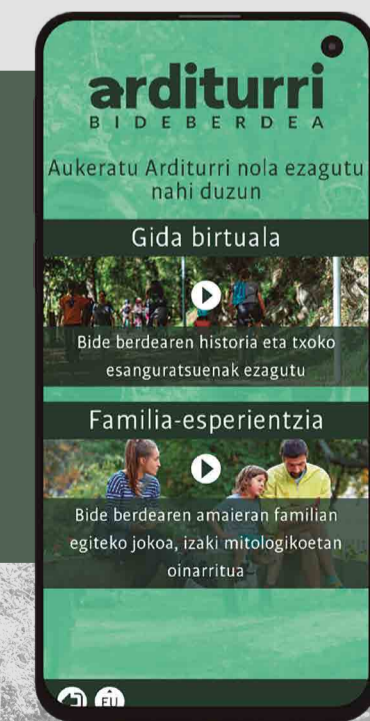 arditurri
BIDEBERDEA
Aukeratu Arditurri nola ezagutu
nahi duzun
Gida birtuala
Bide berdearen historia eta txoko
esanguratsuenak ezagutu
Familia-esperientzia
Bide berdearen amaieran familian
egiteko jokoa, izaki mitologikoetan
oinarritua
EU